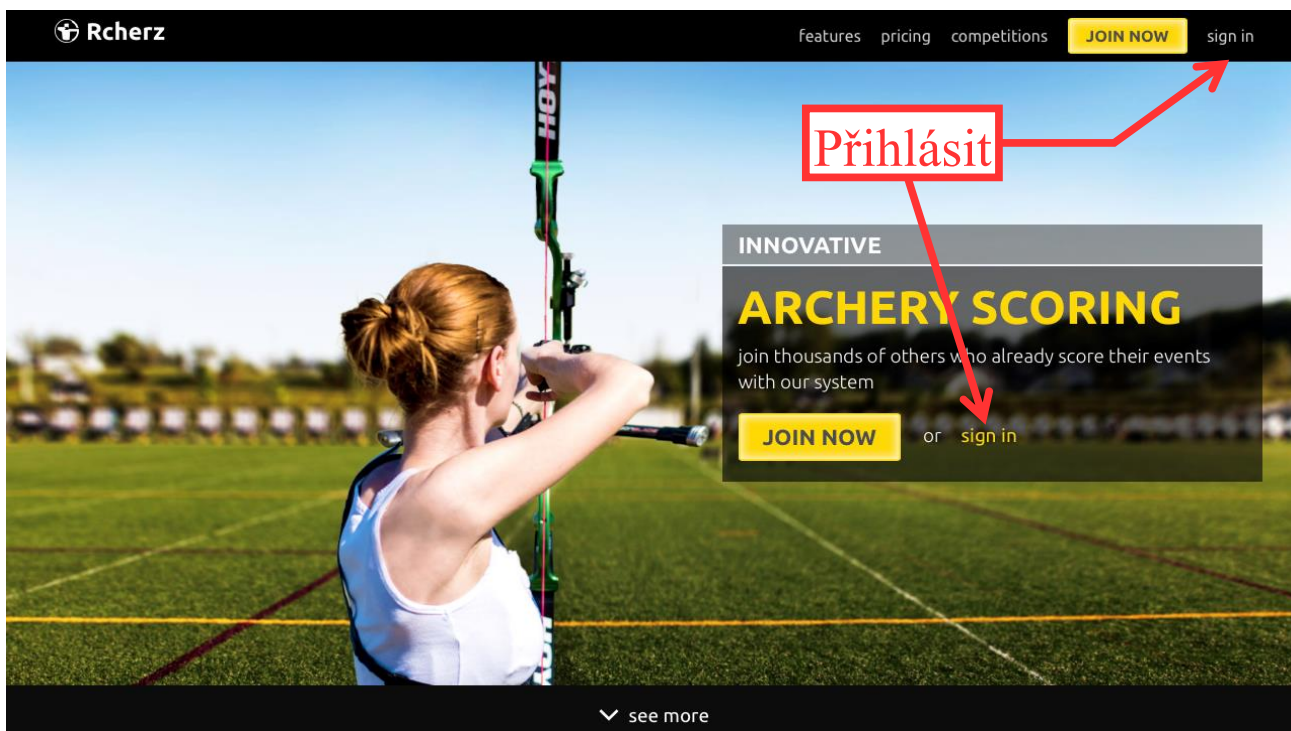 Rcherz
features pricing competitions JOIN NOW sign in
HOYT
Přihlásit
INNOVATIVE
ARCHERY SCORING
join thousands of others who already score their events
with our system
JOIN NOW or sign in
see more